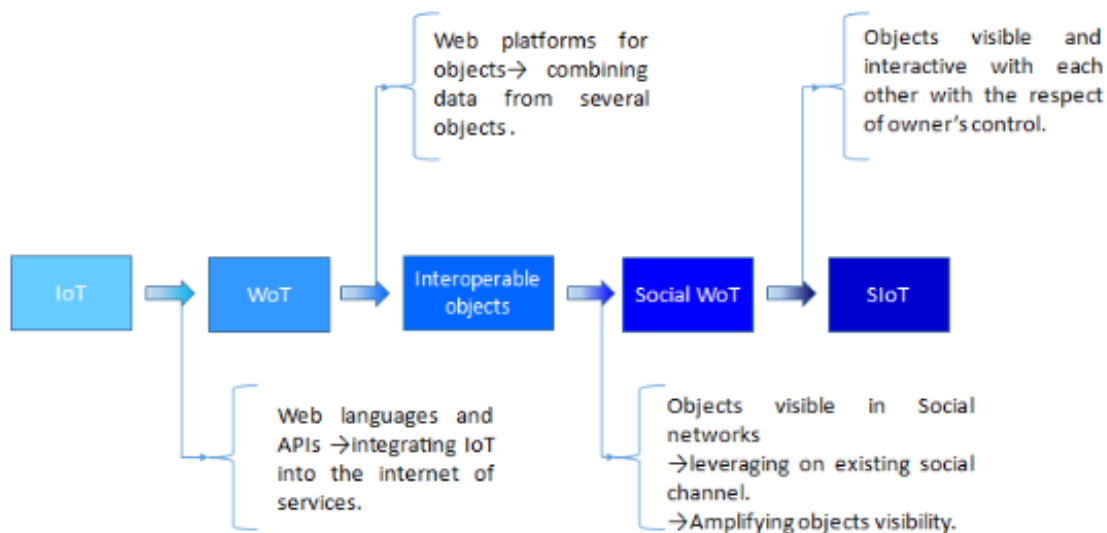 Web platforms for
objects→ combining
data from several
objects.
Objects visible and
interactive with each
other with the respect
of owner's control.
IoT
WoT
Interoperable
objects
Social WoT
SIoT
Web languages and
APIs →integrating IoT
into the internet of
services.
Objects visible in Social
networks
→leveraging on existing social
channel.
→Amplifying objects visibility.